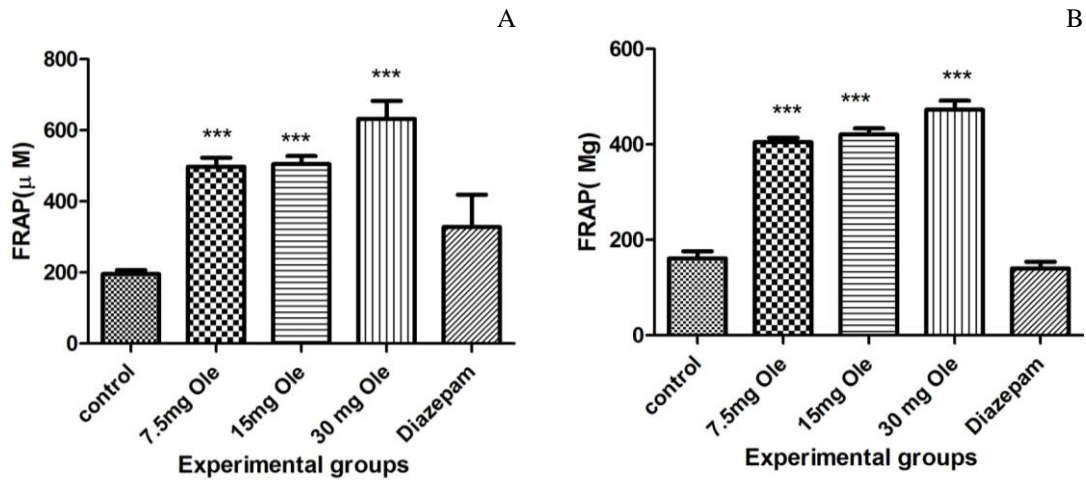 A
FRAP(μ M)
800
600
400
200
0
***
***
***
control
7.5mg Ole
15mg Ole
30 mg Ole
Diazepam
Experimental groups
B
FRAP( Mg)
600
400
200
0
***
***
***
control
7.5mg Ole
15mg Ole
30 mg Ole
Diazepam
Experimental groups